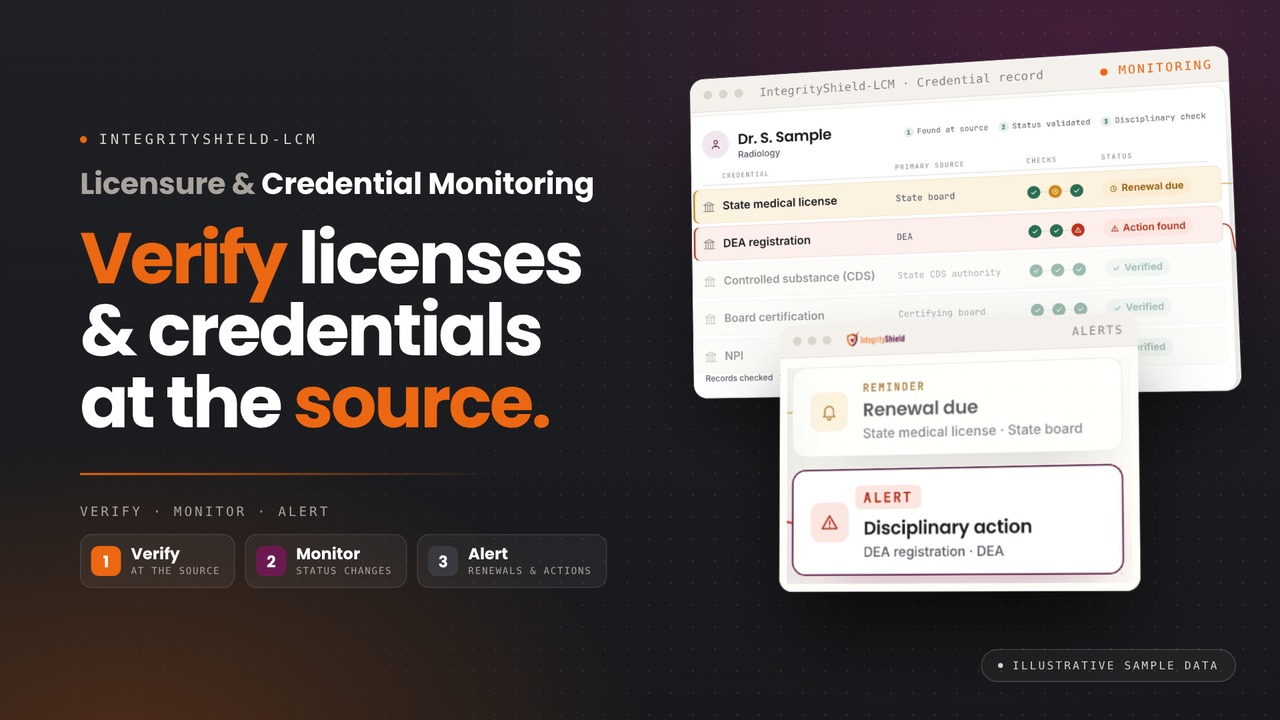 INTEGRITYSHIELD-LCM
Licensure & Credential Monitoring
Verify licenses
& credentials
at the source.
VERIFY · MONITOR · ALERT
1 Verify
AT THE SOURCE
2 Monitor
STATUS CHANGES
3 Alert
RENEWALS & ACTIONS
IntegrityShield-LCM · Credential record
MONITORING
Dr. S. Sample
Radiology
1 Found at source 2 Status validated 3 Disciplinary check
CREDENTIAL PRIMARY SOURCE CHECKS STATUS
State medical license State board Renewal due
DEA registration DEA Action found
Controlled substance (CDS) State CDS authority Verified
Board certification Certifying board Verified
NPI
Records checked
IntegrityShield
ALERTS
REMINDER
Renewal due
State medical license · State board
ALERT
Disciplinary action
DEA registration · DEA
ILLUSTRATIVE SAMPLE DATA